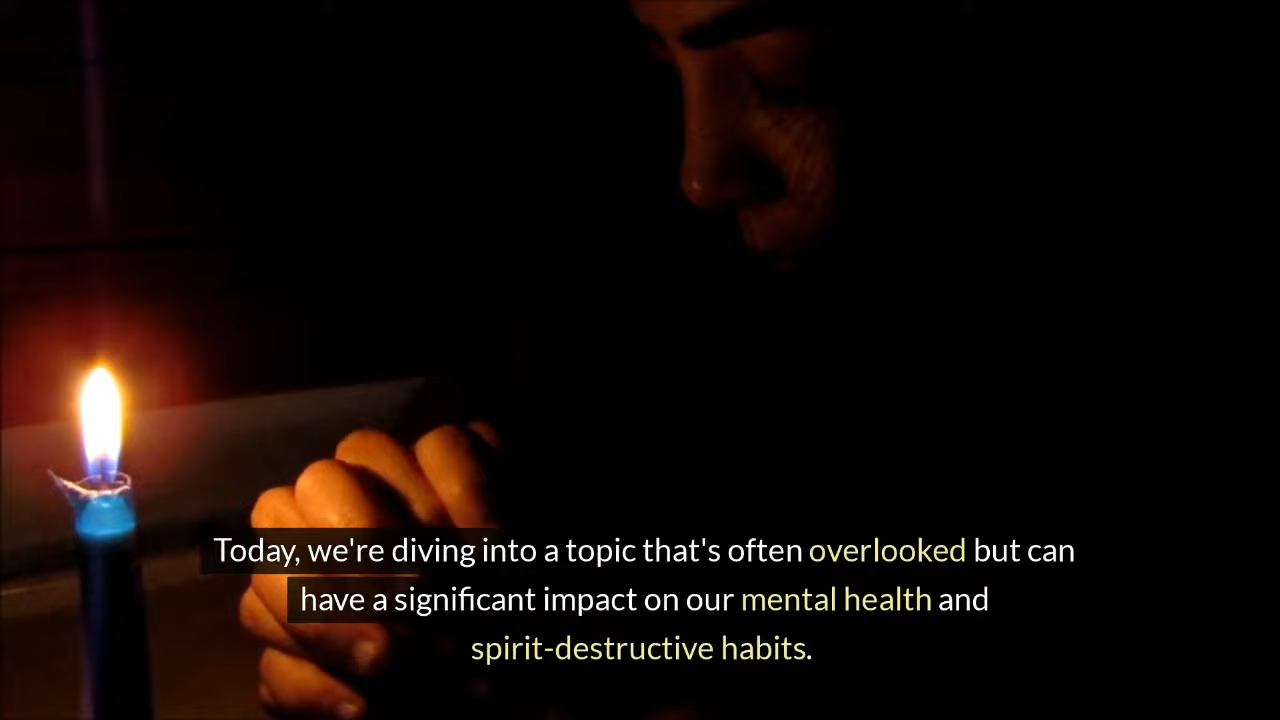 Today, we're diving into a topic that's often overlooked but can
have a significant impact on our mental health and
spirit-destructive habits.